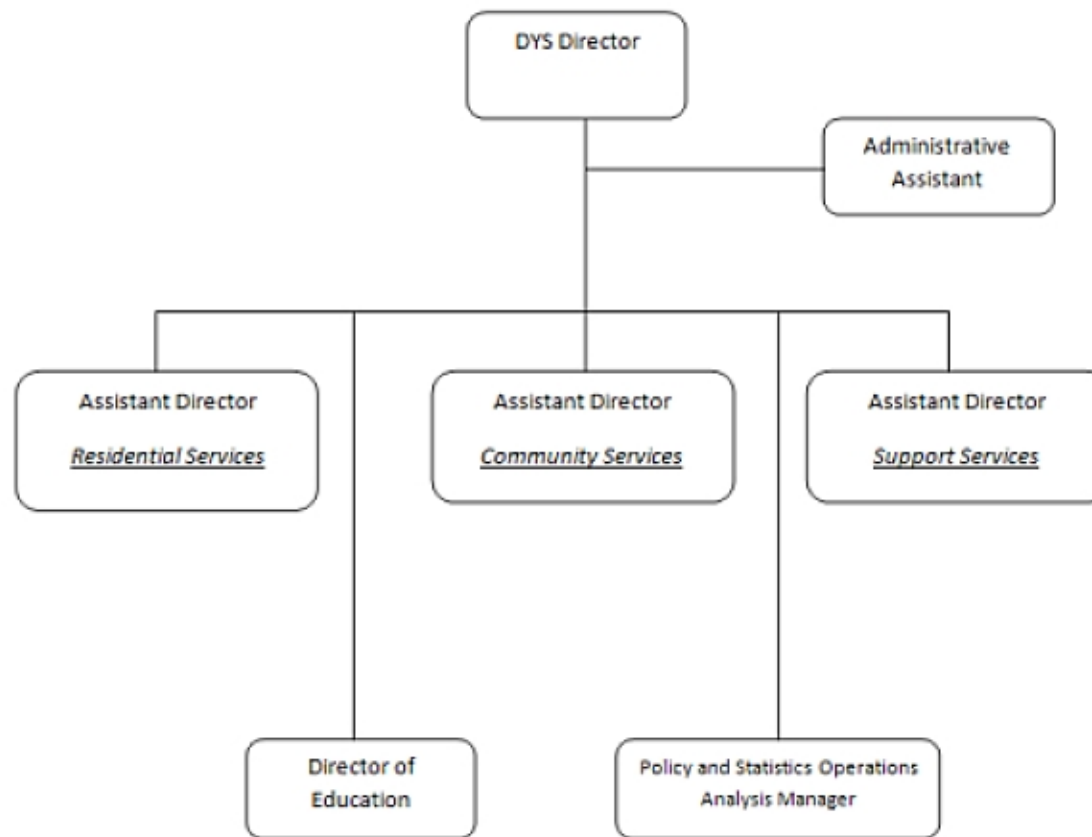 DYS Director
Administrative
Assistant
Assistant Director
Residential Services
Assistant Director
Community Services
Assistant Director
Support Services
Director of
Education
Policy and Statistics Operations
Analysis Manager